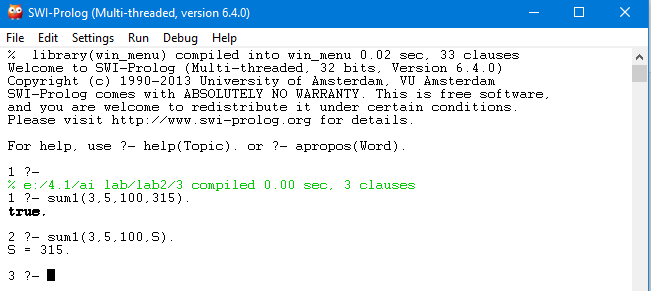 SWI-Prolog (Multi-threaded, version 6.4.0)
File Edit Settings Run Debug Help
%  library(win_menu) compiled into win_menu 0.02 sec, 33 clauses
Welcome to SWI-Prolog (Multi-threaded, 32 bits, Version 6.4.0)
Copyright (c) 1990-2013 University of Amsterdam, VU Amsterdam
SWI-Prolog comes with ABSOLUTELY NO WARRANTY. This is free software,
and you are welcome to redistribute it under certain conditions.
Please visit http://www.swi-prolog.org for details.
For help, use ?- help(Topic). or ?- apropos(Word).
1 ?-
% e:/4.1/ai lab/lab2/3 compiled 0.00 sec, 3 clauses
1 ?- sum1(3,5,100,315).
true.
2 ?- sum1(3,5,100,S).
S = 315.
3 ?-